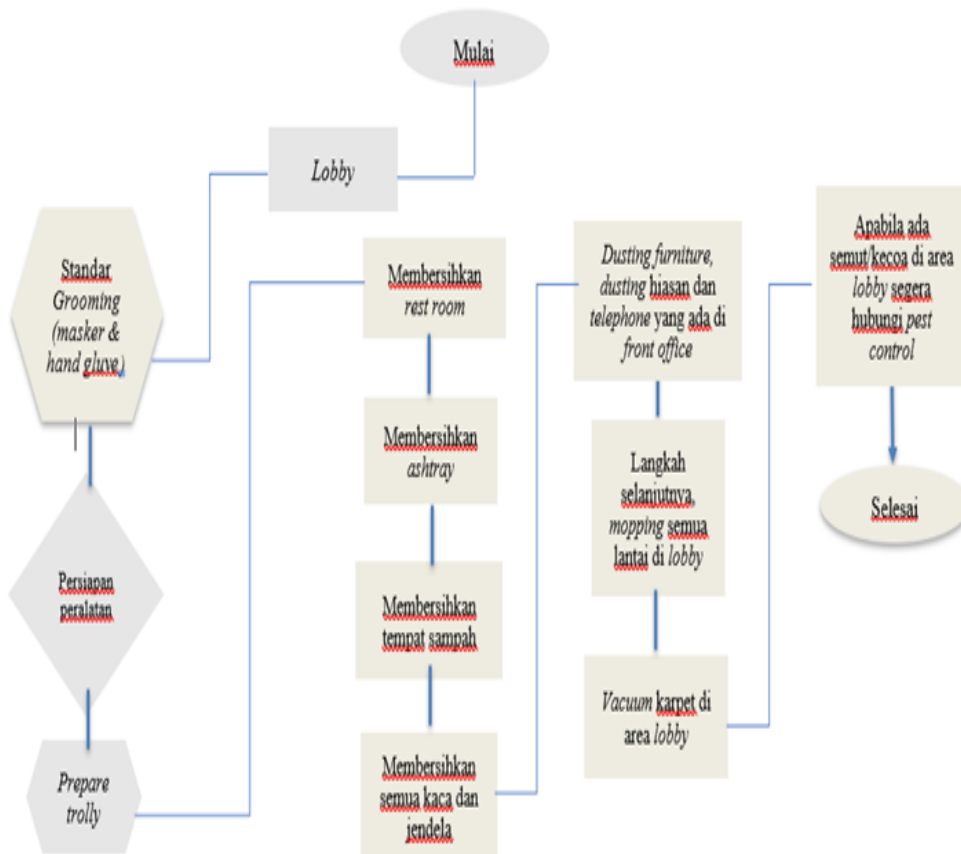 Mulai
Lobby
Standar
Grooming
(masker &
hand gluve)
Persiapan
peralatan
Prepare
trolly
Membersihkan
rest room
Membersihkan
ashtray
Membersihkan
tempat sampah
Membersihkan
semua kaca dan
jendela
Dusting furniture,
dusting hiasan dan
telephone yang ada di
front office
Langkah
selanjutnya,
mopping semua
lantai di lobby
Vacuum karpet di
area lobby
Apabila ada
semut/kecoa di area
lobby segera
hubungi pest
control
Selesai